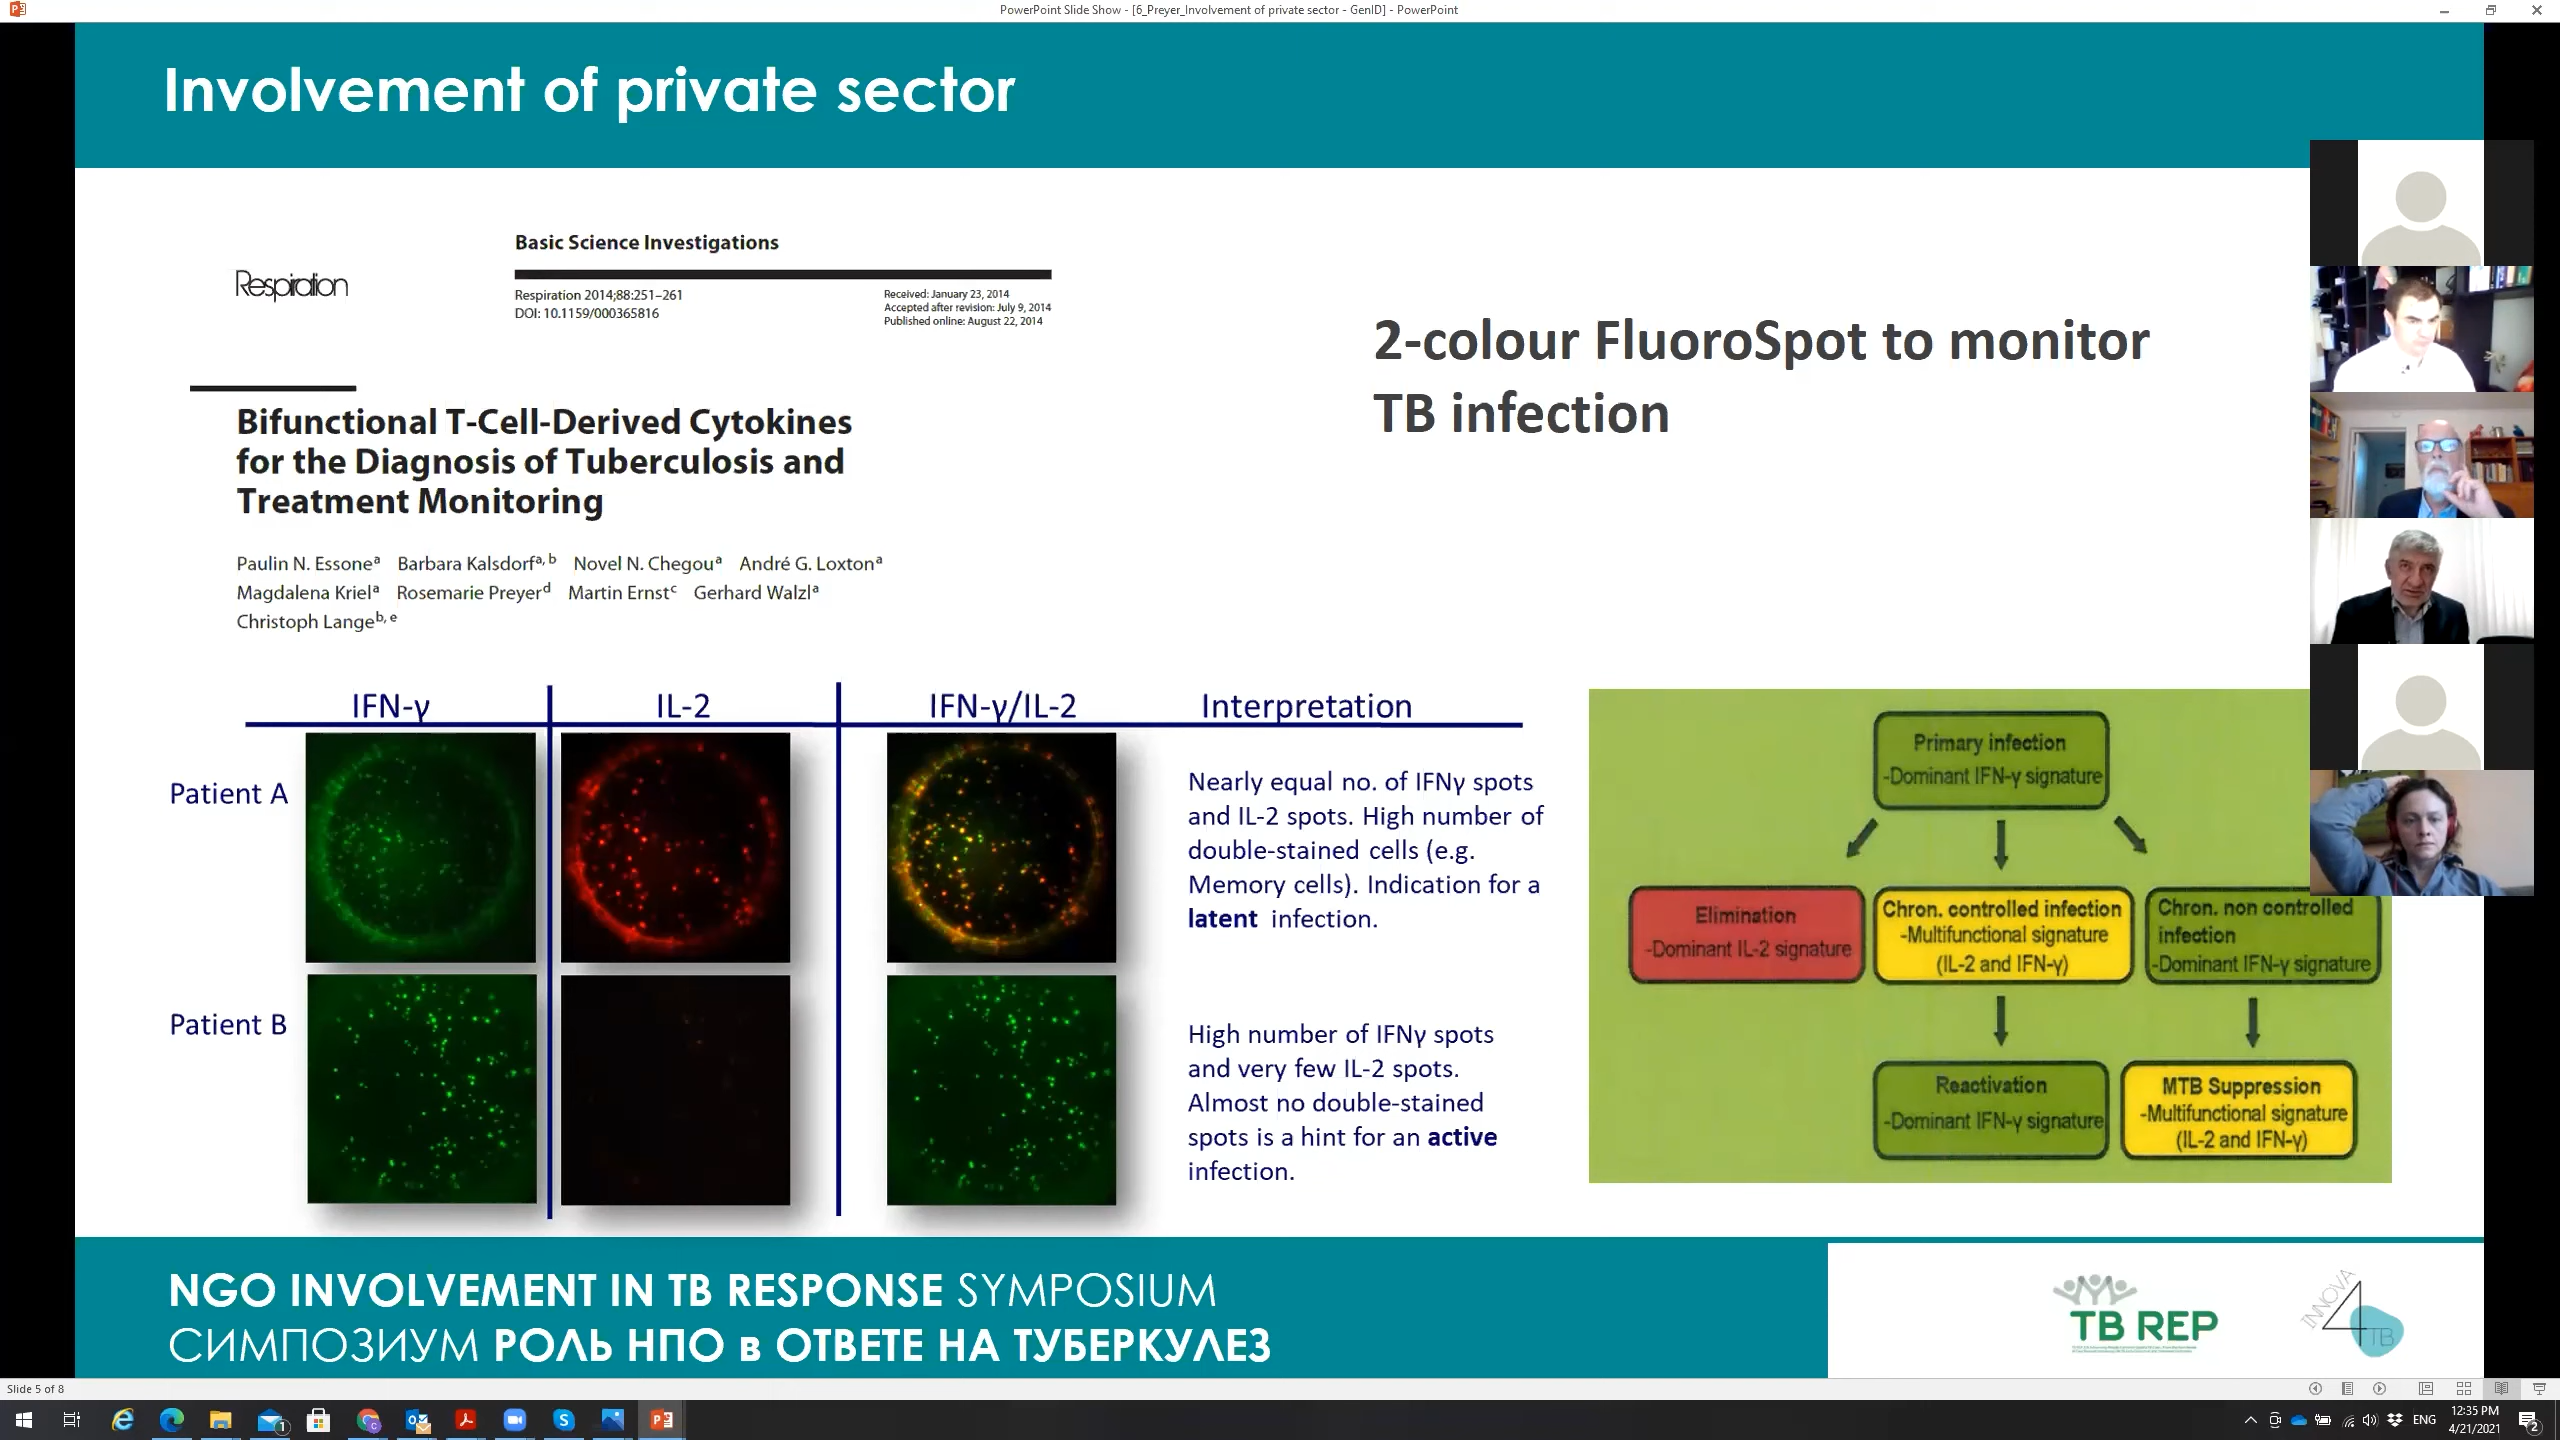 PowerPoint Slide Show - [6_Preyer_Involvement of private sector - GenID] - PowerPoint
Involvement of private sector
Basic Science Investigations
Respiration
Respiration 2014;88:251–261
DOI: 10.1159/000365816
Received: January 23, 2014
Accepted after revision: July 9, 2014
Published online: August 22, 2014
Bifunctional T-Cell-Derived Cytokines
for the Diagnosis of Tuberculosis and
Treatment Monitoring
Paulin N. Essone a Barbara Kalsdorf a, b Novel N. Chegou a André G. Loxton a
Magdalena Kriel a Rosemarie Preyer d Martin Ernst c Gerhard Walzl a
Christoph Lange b, e
2-colour FluoroSpot to monitor
TB infection
IFN-γ IL-2 IFN-γ/IL-2 Interpretation
Patient A
Nearly equal no. of IFNγ spots
and IL-2 spots. High number of
double-stained cells (e.g.
Memory cells). Indication for a
latent infection.
Patient B
High number of IFNγ spots
and very few IL-2 spots.
Almost no double-stained
spots is a hint for an active
infection.
Primary infection
-Dominant IFN-γ signature
Elimination
-Dominant IL-2 signature
Chron. controlled infection
-Multifunctional signature
(IL-2 and IFN-γ)
Chron. non controlled
infection
-Dominant IFN-γ signature
Reactivation
-Dominant IFN-γ signature
MTB Suppression
-Multifunctional signature
(IL-2 and IFN-γ)
NGO INVOLVEMENT IN TB RESPONSE SYMPOSIUM
СИМПОЗИУМ РОЛЬ НПО в ОТВЕТЕ НА ТУБЕРКУЛЕЗ
TB REP
INNOVA
4
TB
Slide 5 of 8
ENG
12:35 PM
4/21/2021